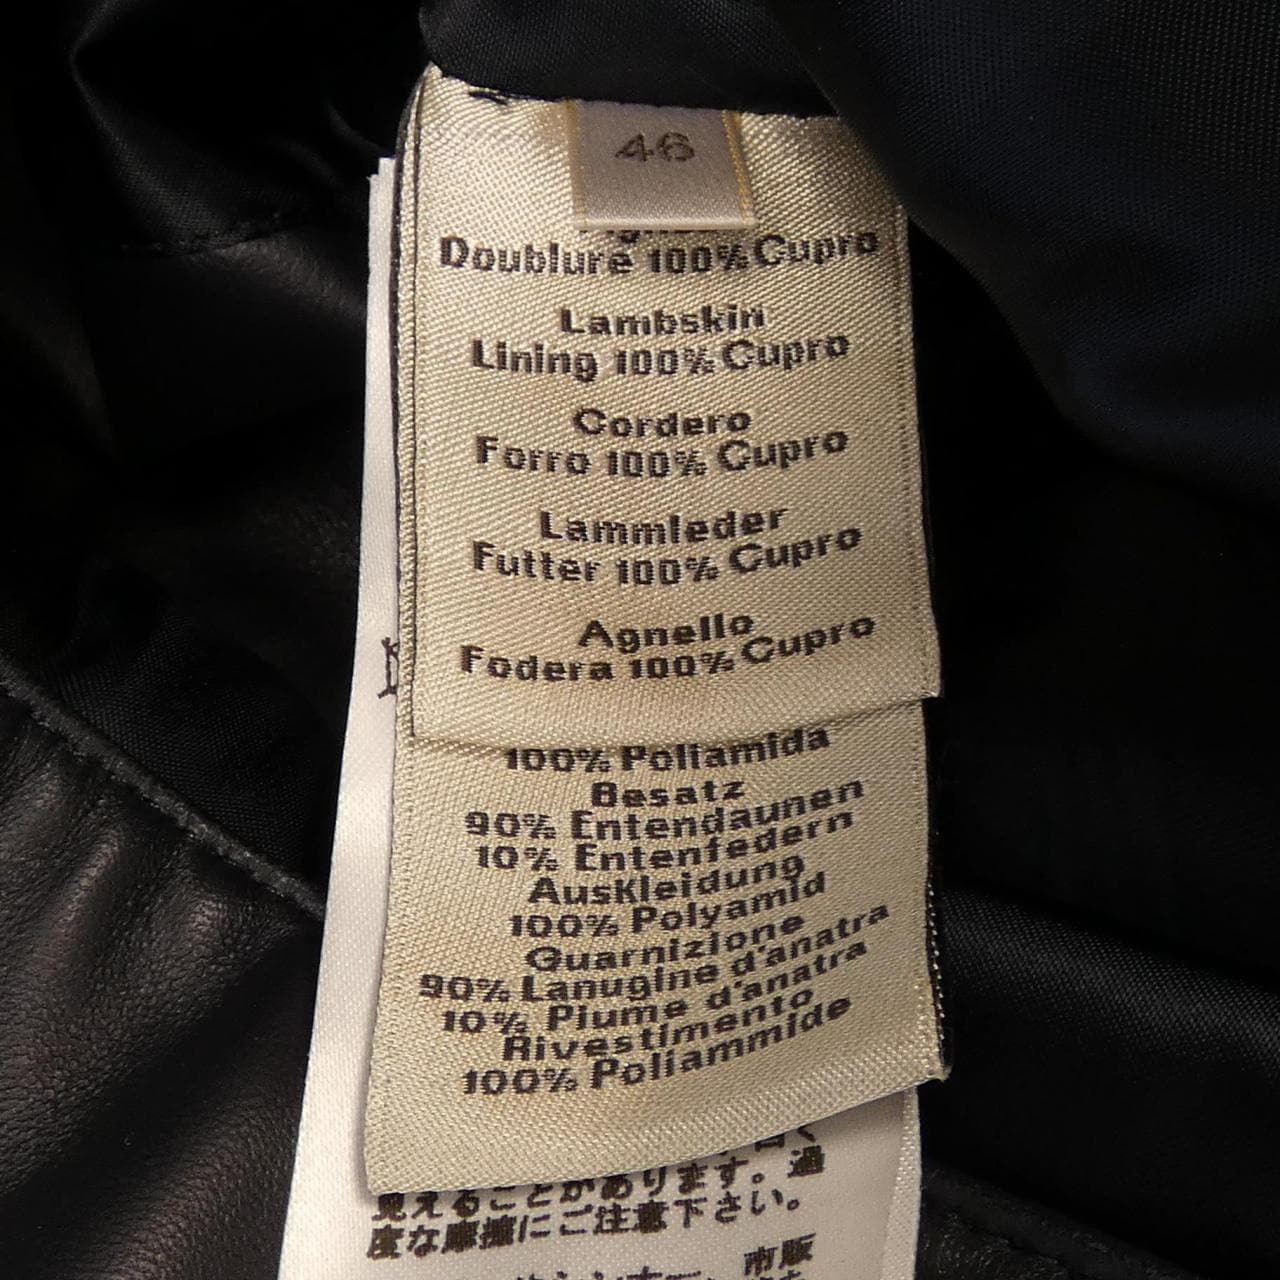 46
Doublure 100% Cupro
Lambskin
Lining 100% Cupro
Cordero
Forro 100% Cupro
Lammleder
Futter 100% Cupro
Agnello
Fodera 100% Cupro
100% Poliamida
Besatz
90% Entendaunen
10% Entenfedern
AusKleidung
100% Polyamid
Guarnizione
90% Lanugine d'anatra
10% Piume d'anatra
Rivestimento
100% Poliammide
見えることがあります。過
度な摩擦にご注意下さい。
市販